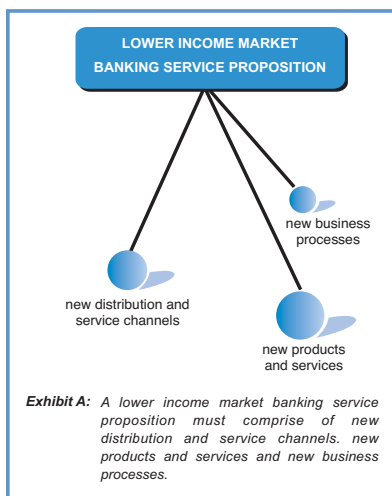 LOWER INCOME MARKET
BANKING SERVICE PROPOSITION
new business
processes
new distribution and
service channels
new products
and services
Exhibit A: A lower income market banking service
proposition must comprise of new
distribution and service channels. new
products and services and new business
processes.